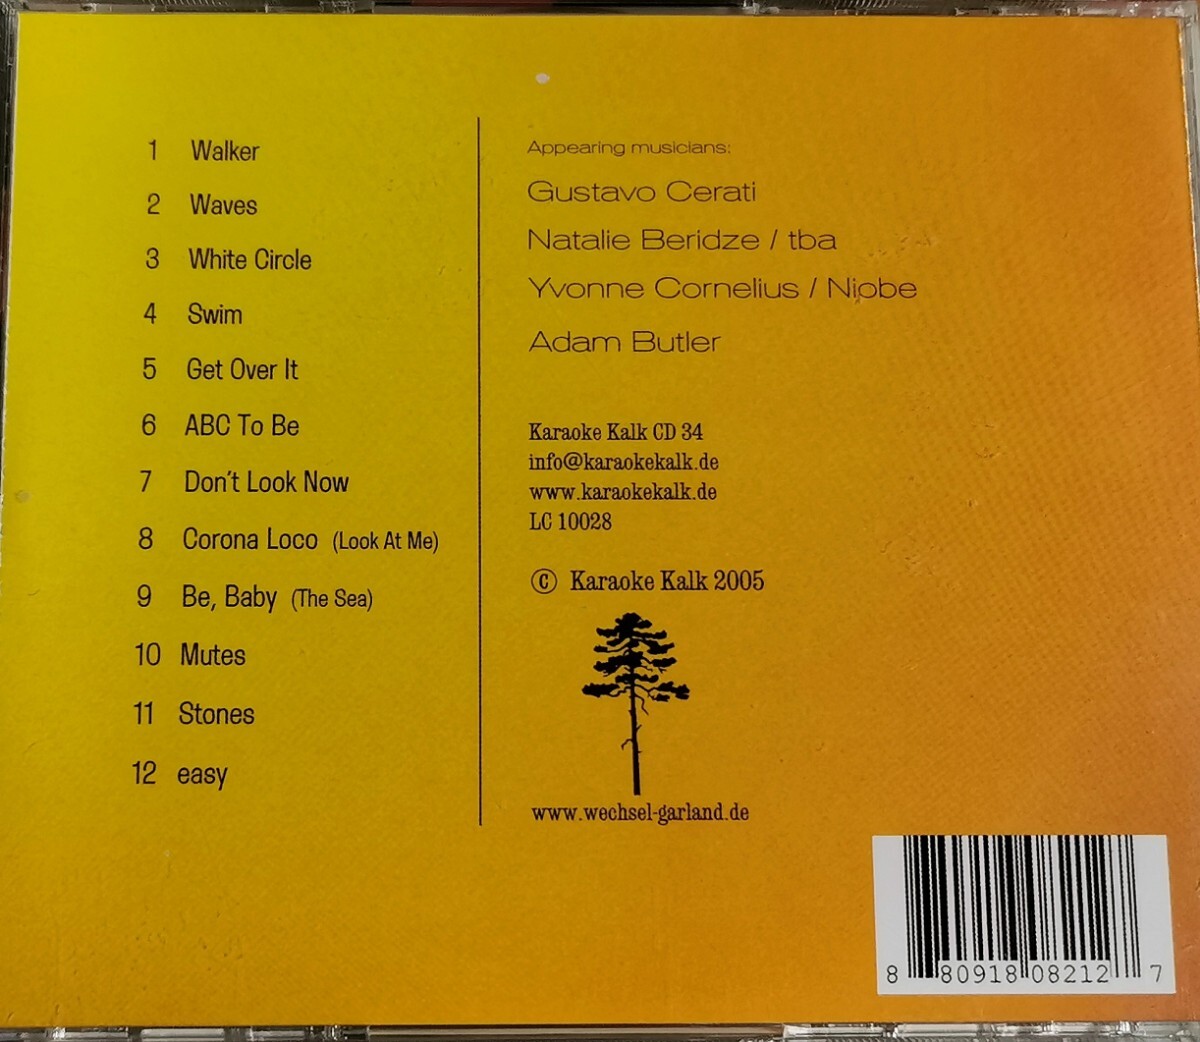 1 Walker
2 Waves
3 White Circle
4 Swim
5 Get Over It
6 ABC To Be
7 Don't Look Now
8 Corona Loco (Look At Me)
9 Be, Baby (The Sea)
10 Mutes
11 Stones
12 easy
Appearing musicians:
Gustavo Cerati
Natalie Beridze / tba
Yvonne Cornelius / Niobe
Adam Butler
Karaoke Kalk CD 34
info@karaokekalk.de
www.karaokekalk.de
LC 10028
© Karaoke Kalk 2005
www.wechsel-garland.de
8 80918 08212 7